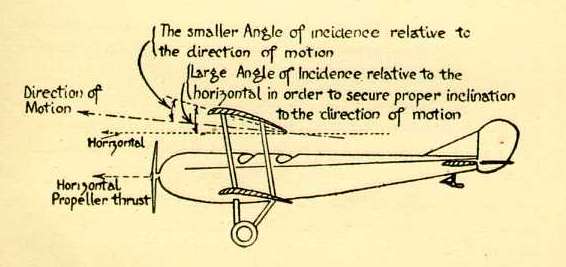 The smaller Angle of incidence relative to
the direction of motion
Large Angle of Incidence relative to the
horizontal in order to secure proper inclination
to the direction of motion
Direction of
Motion
Horizontal
Horizontal
Propeller thrust